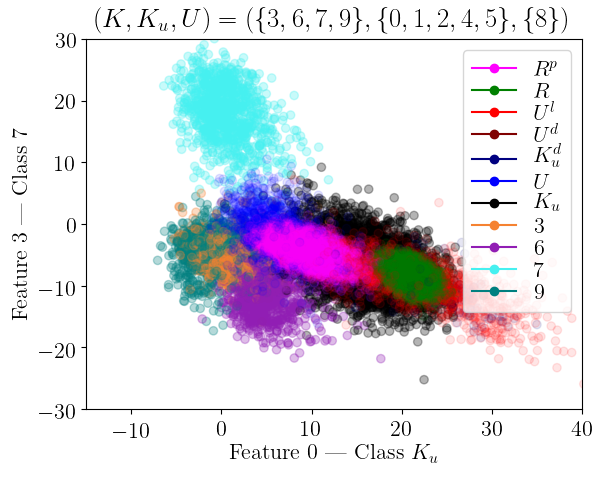 (K, K_u, U) = ({3, 6, 7, 9}, {0, 1, 2, 4, 5}, {8})
30
20
10
0
−10
−20
−30
Feature 3 — Class 7
R^p
R
U^l
U^d
K_u^d
U
K_u
3
6
7
9
−10 0 10 20 30 40
Feature 0 — Class K_u